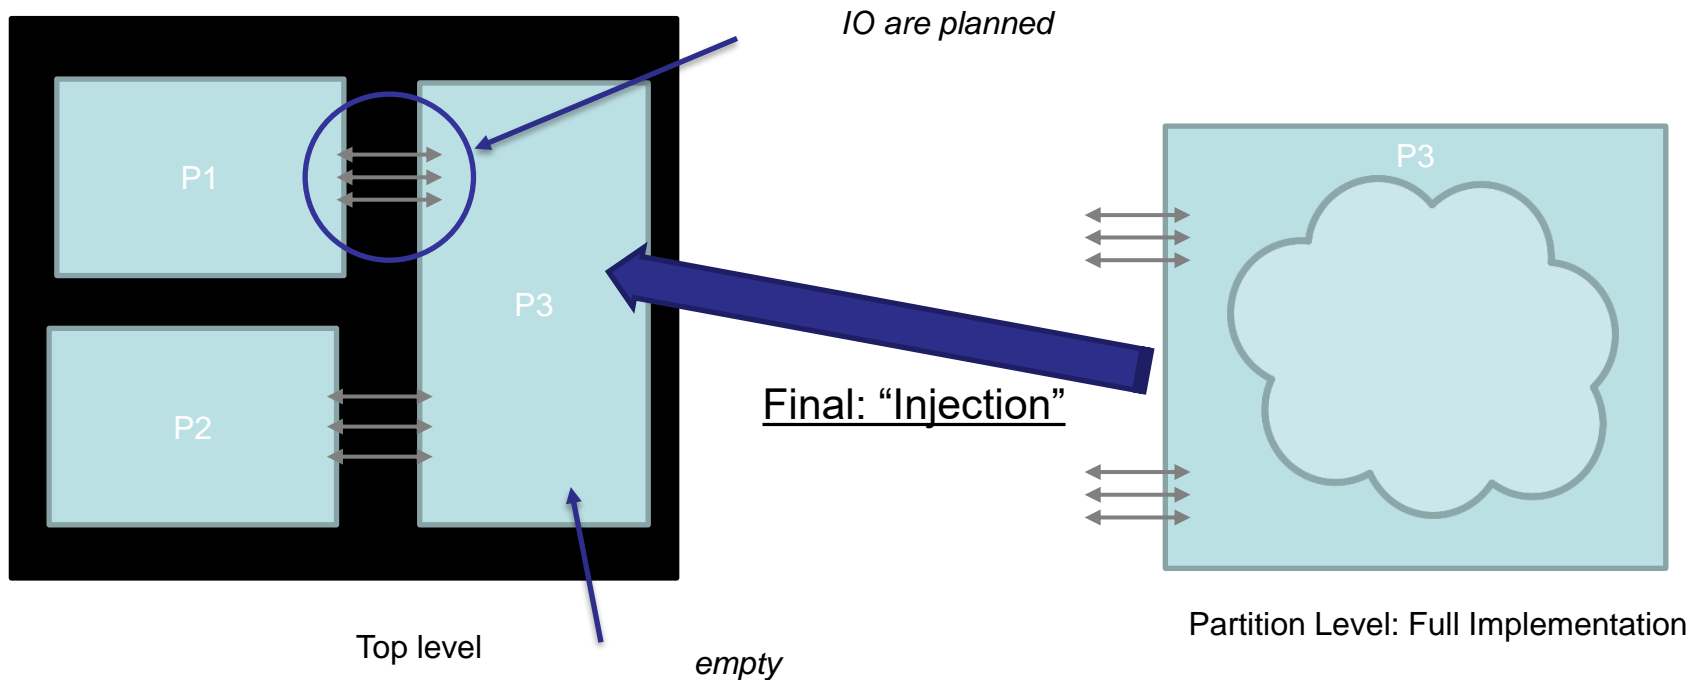 IO are planned
P1
P3
P3
P2
Final: “Injection”
Top level
empty
Partition Level: Full Implementation